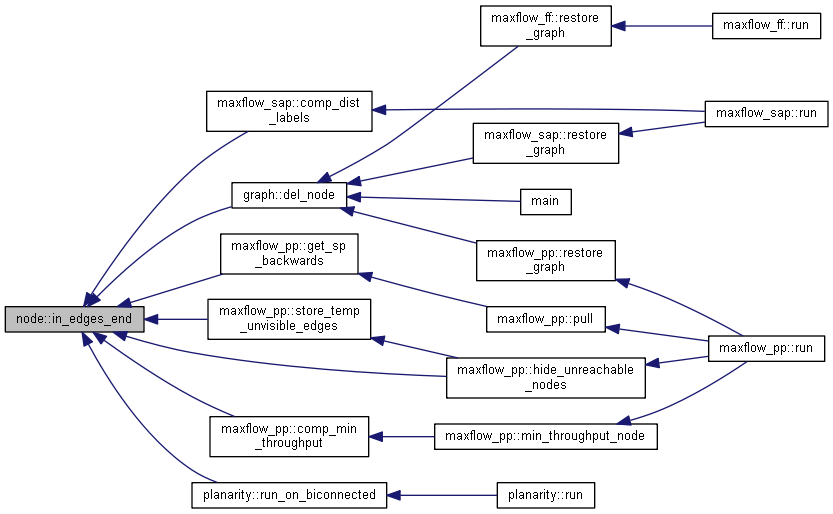 maxflow_ff::restore
_graph
maxflow_ff::run
maxflow_sap::comp_dist
_labels
maxflow_sap::run
maxflow_sap::restore
_graph
graph::del_node
main
maxflow_pp::get_sp
_backwards
maxflow_pp::restore
_graph
node::in_edges_end
maxflow_pp::store_temp
_unvisible_edges
maxflow_pp::pull
maxflow_pp::run
maxflow_pp::hide_unreachable
_nodes
maxflow_pp::comp_min
_throughput
maxflow_pp::min_throughput_node
planarity::run_on_biconnected
planarity::run